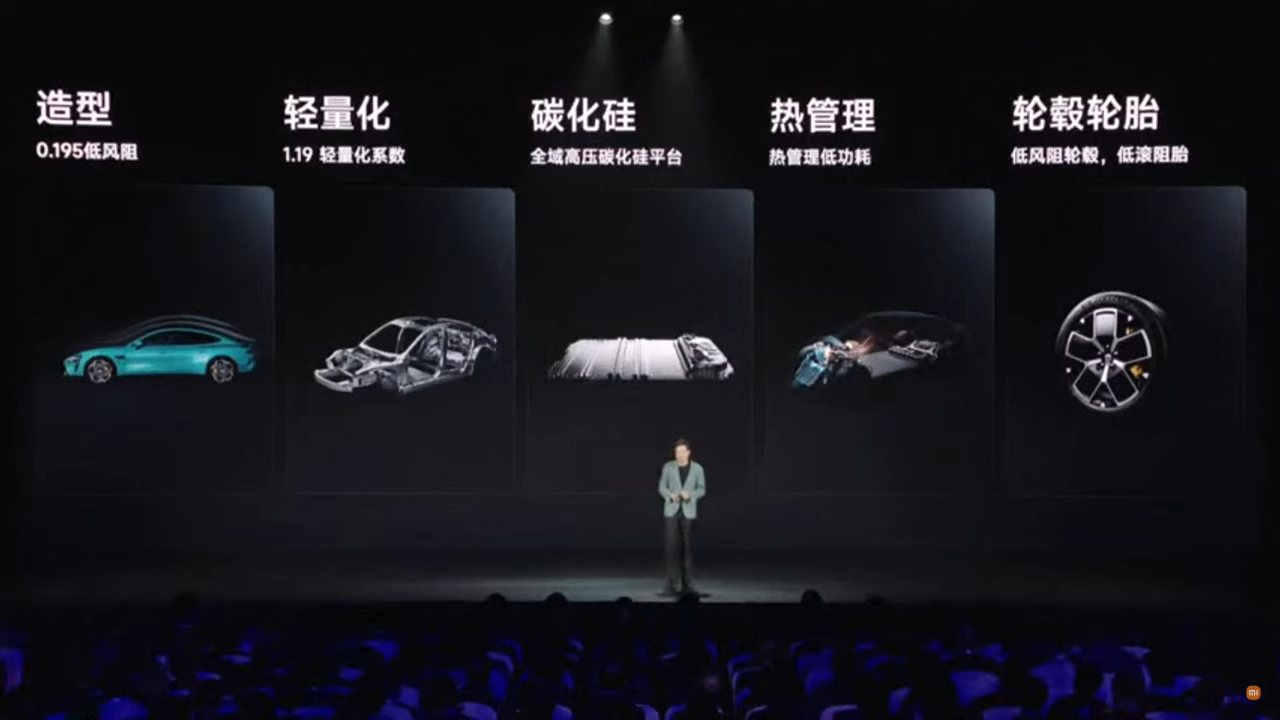 造型
0.195低风阻
轻量化
1.19 轻量化系数
碳化硅
全域高压碳化硅平台
热管理
热管理低功耗
轮毂轮胎
低风阻轮毂，低滚阻胎
mi